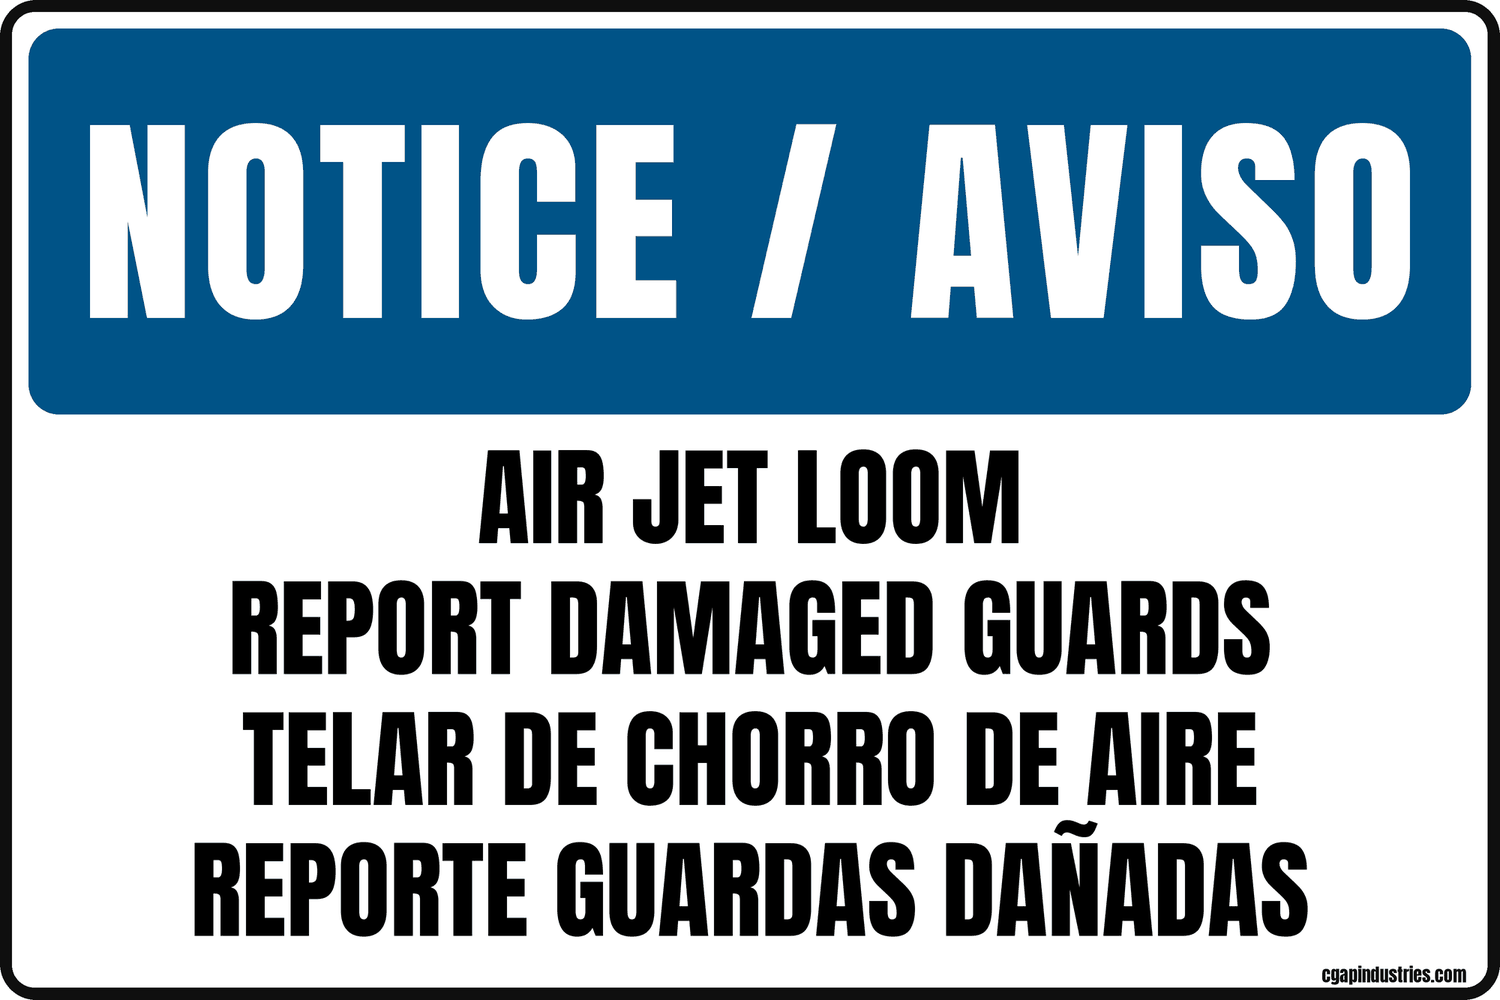 NOTICE / AVISO
AIR JET LOOM
REPORT DAMAGED GUARDS
TELAR DE CHORRO DE AIRE
REPORTE GUARDAS DAÑADAS
cgapindustries.com